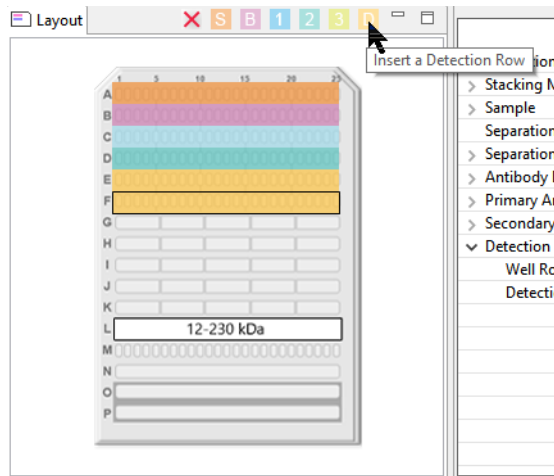 Layout
S B 1 2 3 D
Insert a Detection Row
Stacking M
Sample
Separation
Separation
Antibody
Primary A
Secondary
Detection
Well Ro
Detecti
1 5 10 15 20 25
A
B
C
D
E
F
G
H
I
J
K
L 12-230 kDa
M
N
O
P